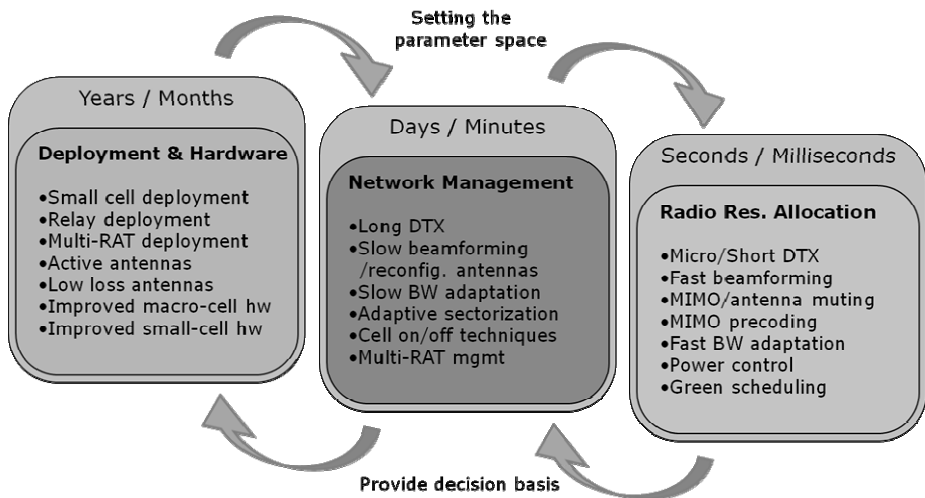 Setting the
parameter space
Years / Months
Deployment & Hardware
•Small cell deployment
•Relay deployment
•Multi-RAT deployment
•Active antennas
•Low loss antennas
•Improved macro-cell hw
•Improved small-cell hw
Days / Minutes
Network Management
•Long DTX
•Slow beamforming
/reconfig. antennas
•Slow BW adaptation
•Adaptive sectorization
•Cell on/off techniques
•Multi-RAT mgmt
Seconds / Milliseconds
Radio Res. Allocation
•Micro/Short DTX
•Fast beamforming
•MIMO/antenna muting
•MIMO precoding
•Fast BW adaptation
•Power control
•Green scheduling
Provide decision basis